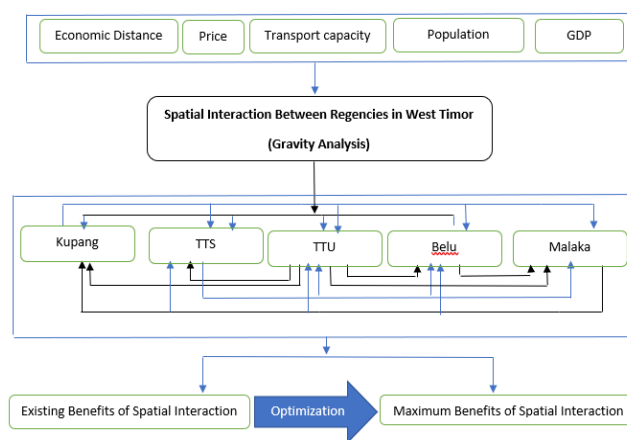 Economic Distance
Price
Transport capacity
Population
GDP
Spatial Interaction Between Regencies in West Timor
(Gravity Analysis)
Kupang
TTS
TTU
Belu
Malaka
Existing Benefits of Spatial Interaction
Optimization
Maximum Benefits of Spatial Interaction